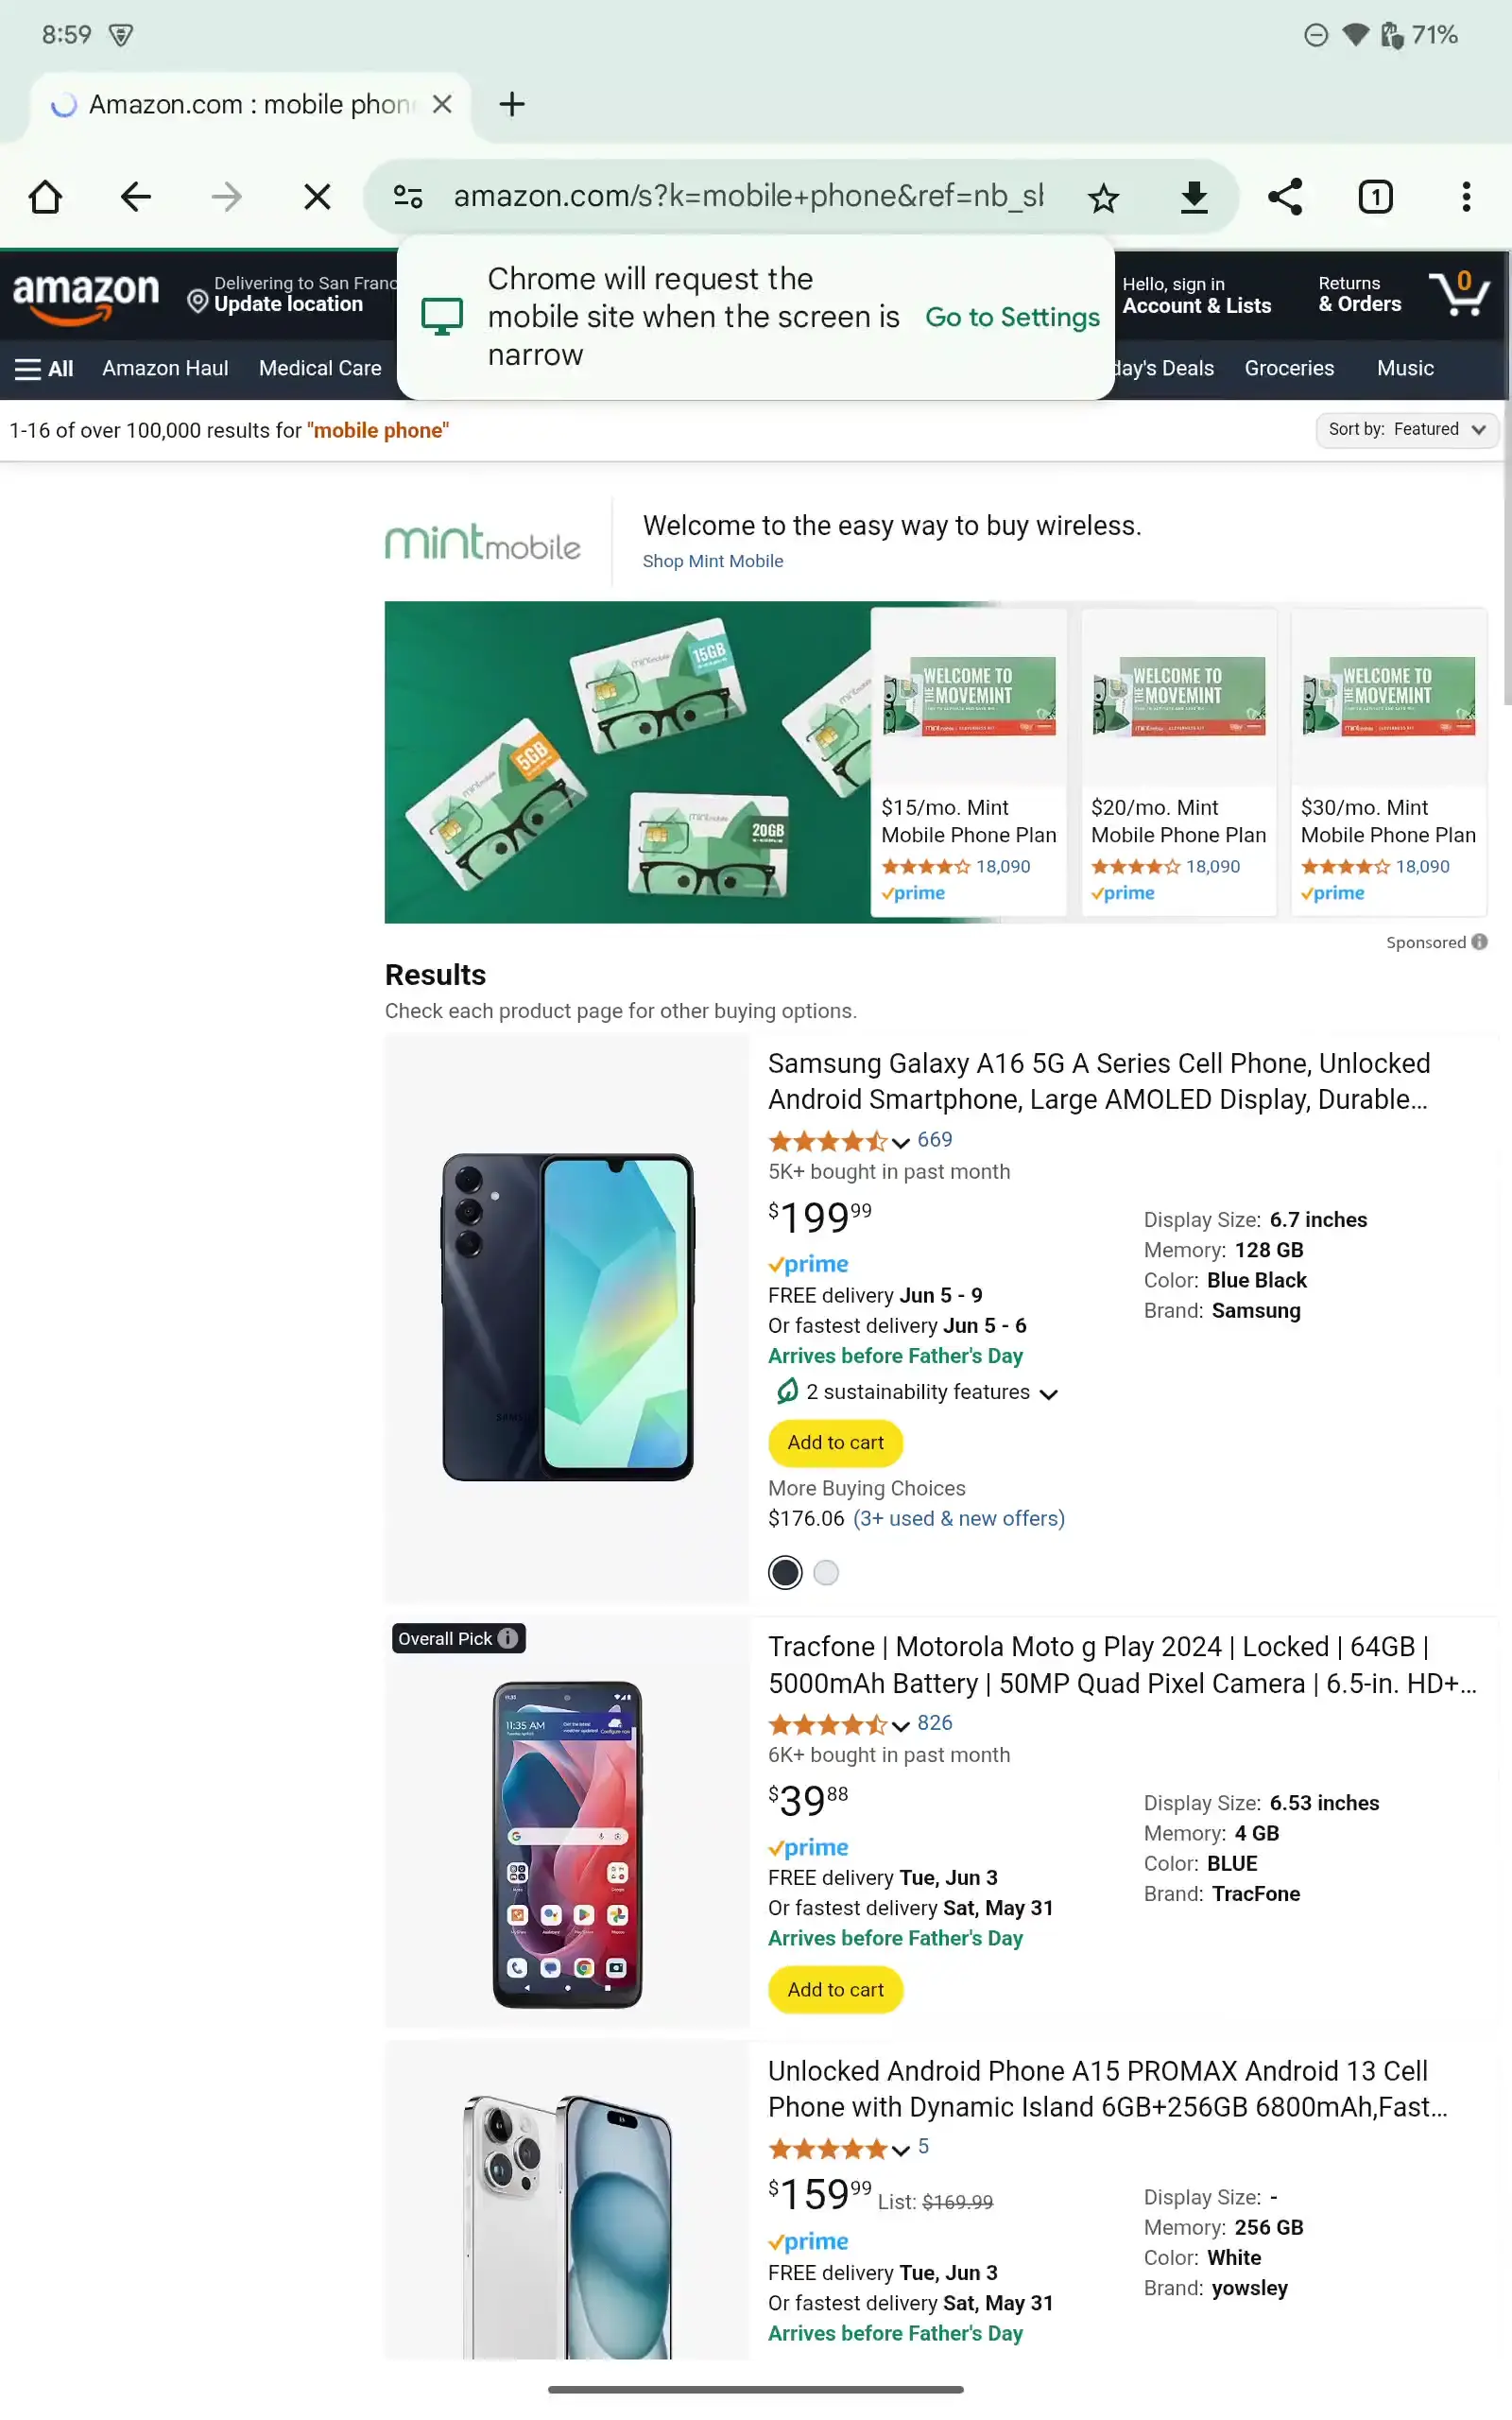 8:59
71%
Amazon.com : mobile phon
amazon.com/s?k=mobile+phone&ref=nb_sl
1
Chrome will request the
mobile site when the screen is
narrow
Go to Settings
amazon
Delivering to San Franc
Update location
Hello, sign in
Account & Lists
Returns
& Orders
0
All
Amazon Haul
Medical Care
day's Deals
Groceries
Music
1-16 of over 100,000 results for "mobile phone"
Sort by: Featured
mint mobile
Welcome to the easy way to buy wireless.
Shop Mint Mobile
15GB
5GB
20GB
WELCOME TO
THE MOVEMINT
$15/mo. Mint
Mobile Phone Plan
18,090
prime
WELCOME TO
THE MOVEMINT
$20/mo. Mint
Mobile Phone Plan
18,090
prime
WELCOME TO
THE MOVEMINT
$30/mo. Mint
Mobile Phone Plan
18,090
prime
Sponsored
Results
Check each product page for other buying options.
Samsung Galaxy A16 5G A Series Cell Phone, Unlocked
Android Smartphone, Large AMOLED Display, Durable...
669
5K+ bought in past month
$199.99
prime
FREE delivery Jun 5 - 9
Or fastest delivery Jun 5 - 6
Arrives before Father's Day
2 sustainability features
Add to cart
More Buying Choices
$176.06 (3+ used & new offers)
Display Size: 6.7 inches
Memory: 128 GB
Color: Blue Black
Brand: Samsung
Overall Pick
11:35 AM
Tracfone | Motorola Moto g Play 2024 | Locked | 64GB |
5000mAh Battery | 50MP Quad Pixel Camera | 6.5-in. HD+...
826
6K+ bought in past month
$39.88
prime
FREE delivery Tue, Jun 3
Or fastest delivery Sat, May 31
Arrives before Father's Day
Add to cart
Display Size: 6.53 inches
Memory: 4 GB
Color: BLUE
Brand: TracFone
Unlocked Android Phone A15 PROMAX Android 13 Cell
Phone with Dynamic Island 6GB+256GB 6800mAh,Fast...
5
$159.99 List: $169.99
prime
FREE delivery Tue, Jun 3
Or fastest delivery Sat, May 31
Arrives before Father's Day
Display Size: -
Memory: 256 GB
Color: White
Brand: yowsley